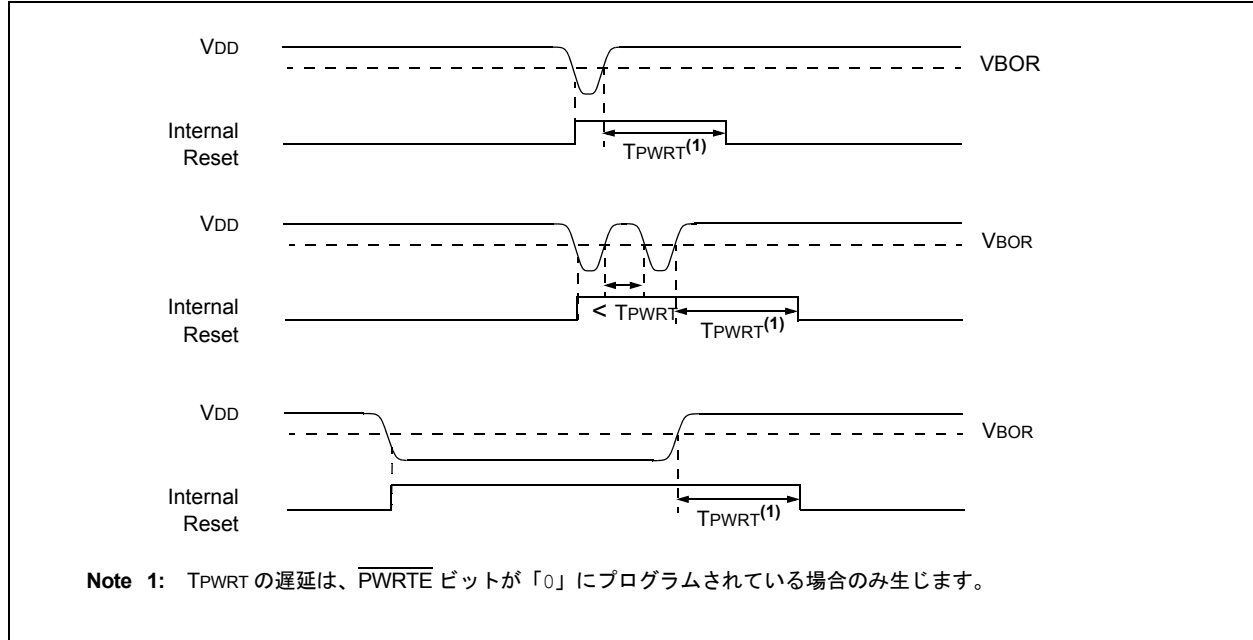 VDD
VBOR
Internal
Reset
TPWRT(1)
VDD
VBOR
Internal
Reset
< TPWRT
TPWRT(1)
VDD
VBOR
Internal
Reset
TPWRT(1)
Note 1: TPWRT の遅延は、PWRTE ビットが「0」にプログラムされている場合のみ生じます。